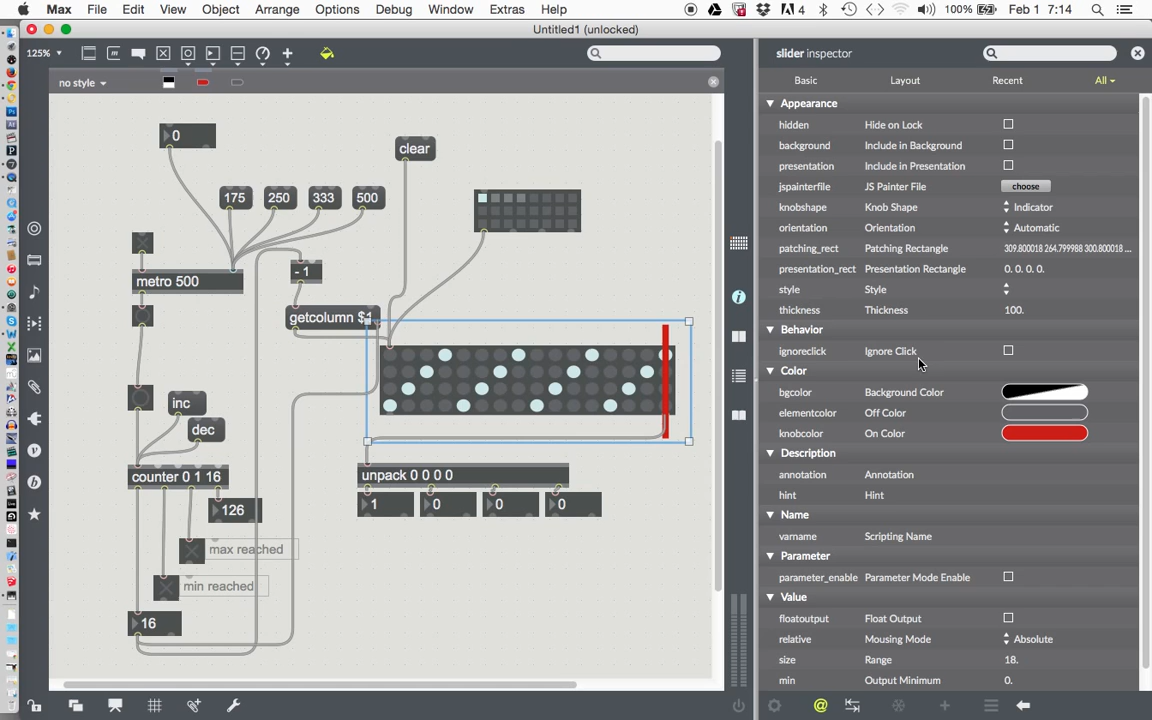 Max File Edit View Object Arrange Options Debug Window Extras Help 4 100% Feb 1 7:14
Untitled1 (unlocked)
125%
slider inspector
no style
Basic Layout Recent All
0
clear
175 250 333 500
metro 500
- 1
getcolumn $1
inc
dec
counter 0 1 16
126
max reached
min reached
16
unpack 0 0 0 0
1 0 0 0
Appearance
hidden Hide on Lock
background Include in Background
presentation Include in Presentation
jspainterfile JS Painter File choose
knobshape Knob Shape Indicator
orientation Orientation Automatic
patching_rect Patching Rectangle 309.800018 264.799988 300.800018 ...
presentation_rect Presentation Rectangle 0. 0. 0. 0.
style Style
thickness Thickness 100.
Behavior
ignoreclick Ignore Click
Color
bgcolor Background Color
elementcolor Off Color
knobcolor On Color
Description
annotation Annotation
hint Hint
Name
varname Scripting Name
Parameter
parameter_enable Parameter Mode Enable
Value
floatoutput Float Output
relative Mousing Mode Absolute
size Range 18.
min Output Minimum 0.